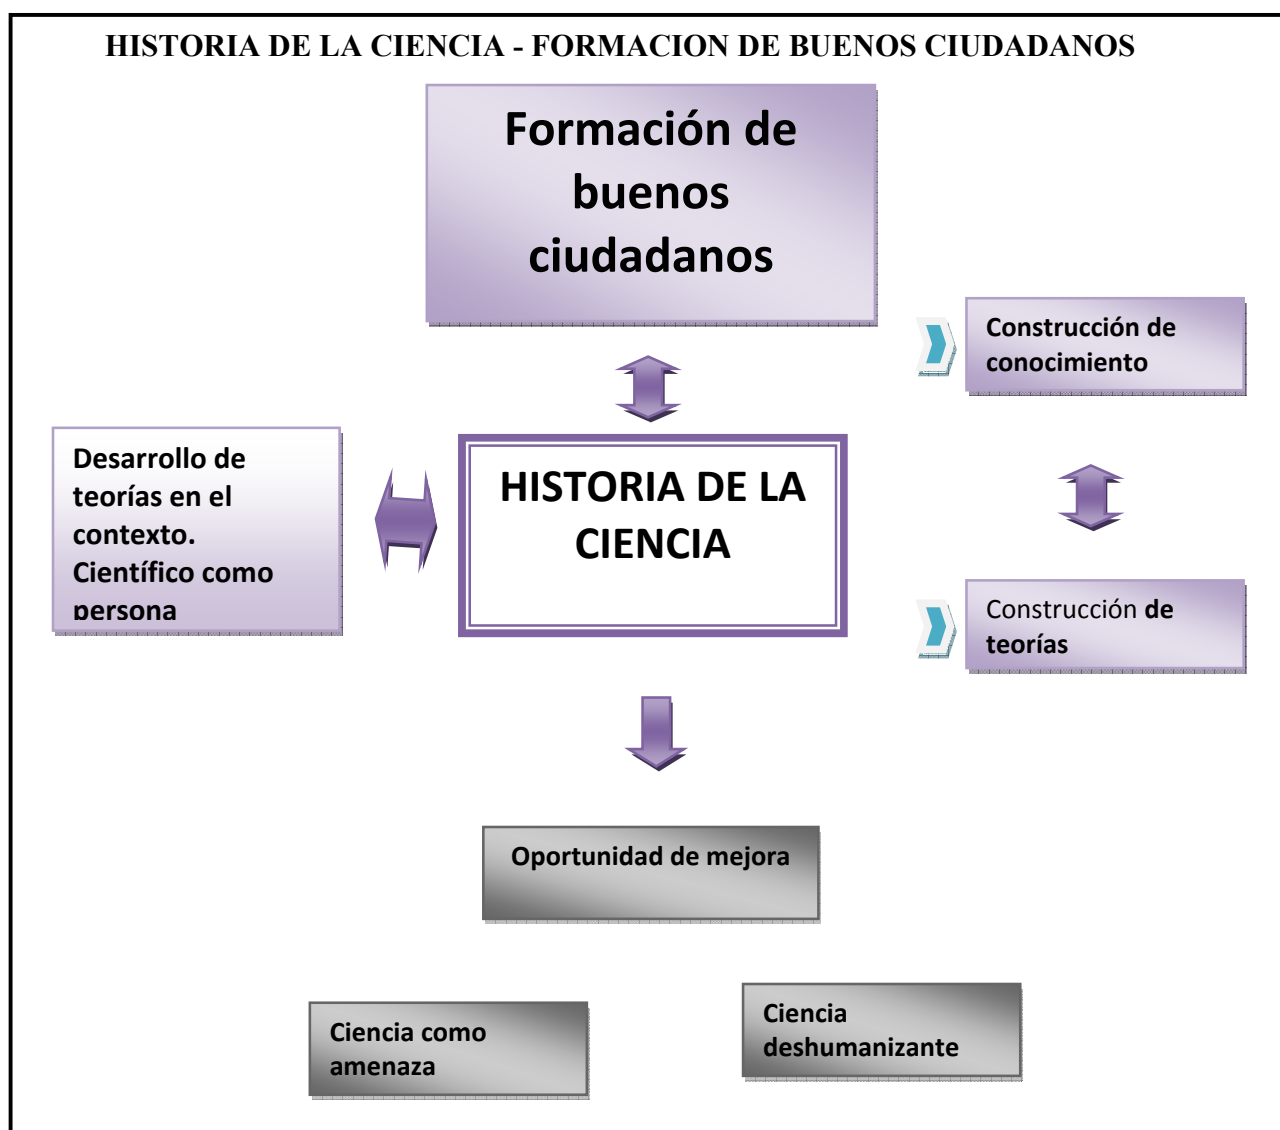 HISTORIA DE LA CIENCIA - FORMACION DE BUENOS CIUDADANOS
Formación de
buenos
ciudadanos
Construcción de
conocimiento
Desarrollo de
teorías en el
contexto.
Científico como
persona
HISTORIA DE LA
CIENCIA
Construcción de
teorías
Oportunidad de mejora
Ciencia como
amenaza
Ciencia
deshumanizante